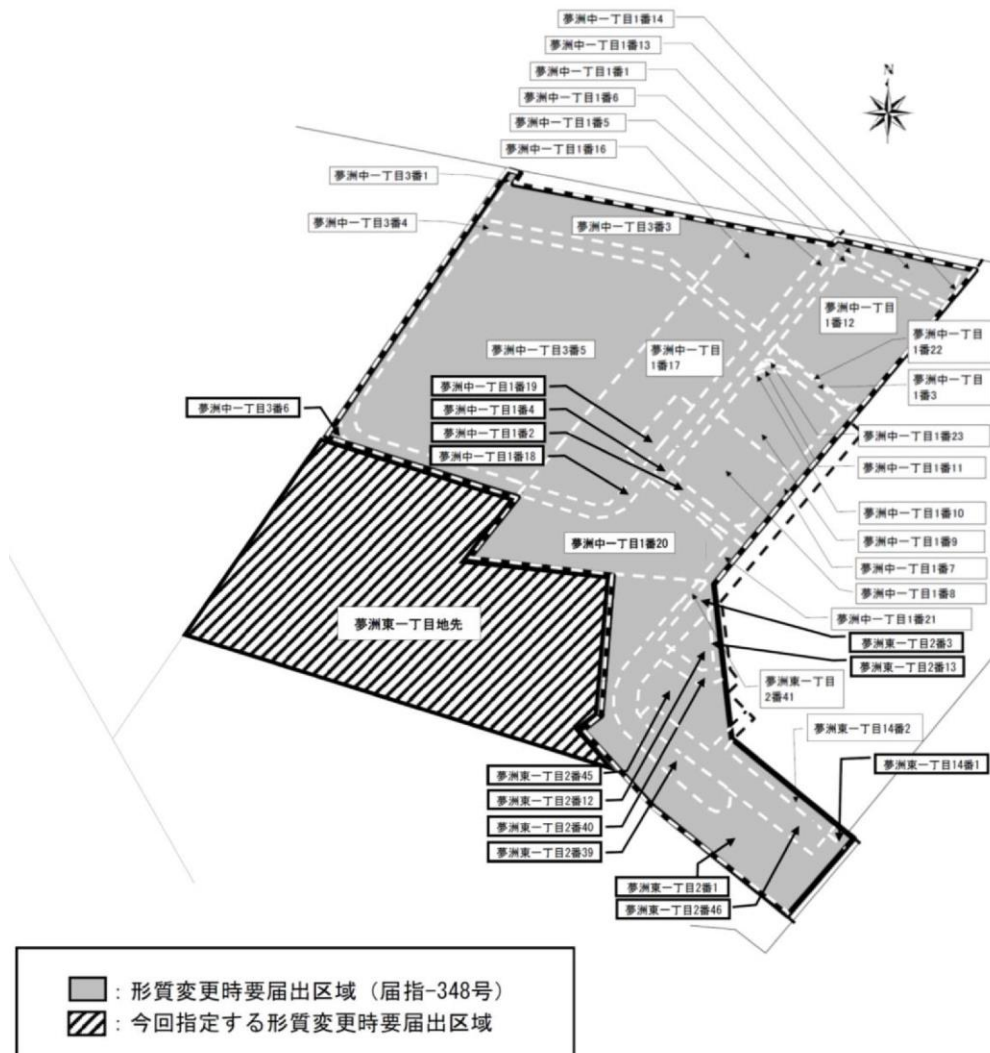 夢洲中一丁目1番14
夢洲中一丁目1番13
夢洲中一丁目1番1
夢洲中一丁目1番6
夢洲中一丁目1番5
夢洲中一丁目1番16
N
夢洲中一丁目3番1
夢洲中一丁目3番4
夢洲中一丁目3番3
夢洲中一丁目
1番12
夢洲中一丁目
1番22
夢洲中一丁目3番5
夢洲中一丁目
1番17
夢洲中一丁目
1番3
夢洲中一丁目1番19
夢洲中一丁目3番6
夢洲中一丁目1番4
夢洲中一丁目1番2
夢洲中一丁目1番18
夢洲中一丁目1番23
夢洲中一丁目1番11
夢洲中一丁目1番10
夢洲中一丁目1番9
夢洲中一丁目1番20
夢洲中一丁目1番7
夢洲中一丁目1番8
夢洲中一丁目1番21
夢洲東一丁目地先
夢洲東一丁目2番3
夢洲東一丁目2番13
夢洲東一丁目
2番41
夢洲東一丁目14番2
夢洲東一丁目14番1
夢洲東一丁目2番45
夢洲東一丁目2番12
夢洲東一丁目2番40
夢洲東一丁目2番39
夢洲東一丁目2番1
夢洲東一丁目2番46
：形質変更時要届出区域（届指-348号）
：今回指定する形質変更時要届出区域